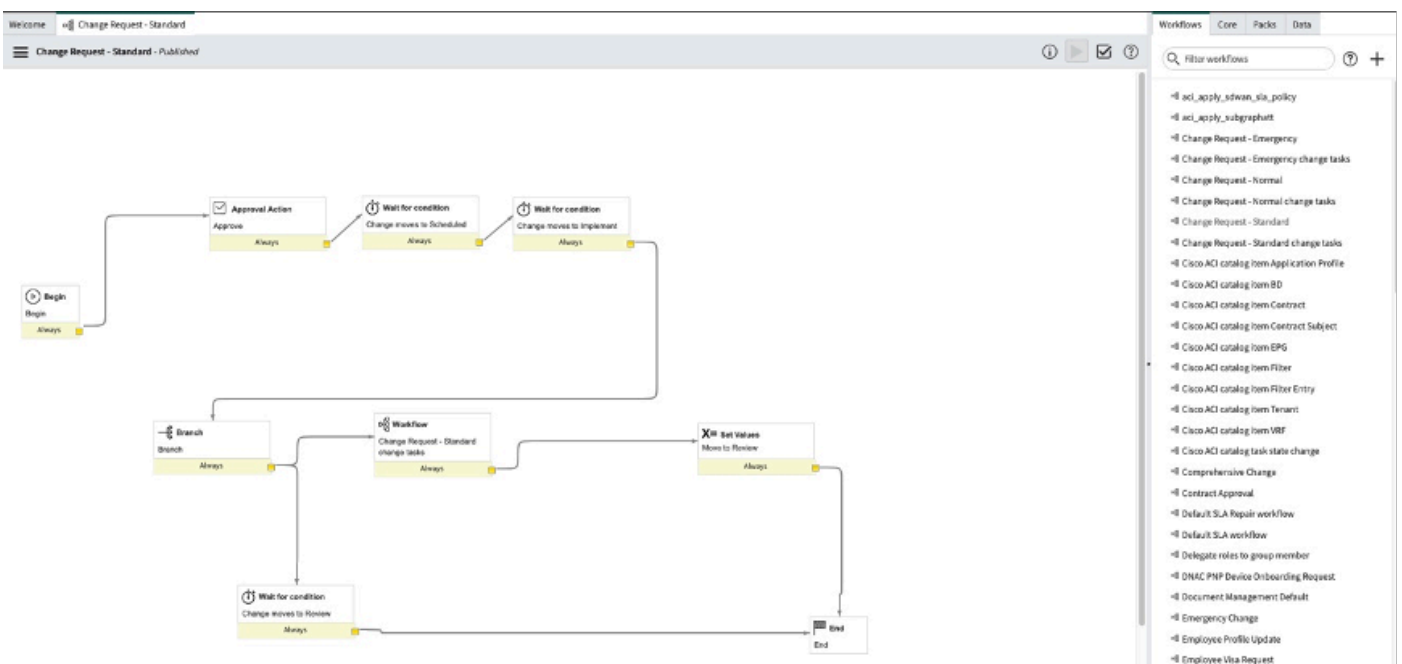 Welcome
Change Request - Standard
Change Request - Standard - Published
Workflows Core Packs Data
Filter workflows
Approval Action
Approve
Always
Wait for condition
Change moves to Scheduled
Always
Wait for condition
Change moves to Implement
Always
Begin
Begin
Always
Branch
Branch
Always
Workflow
Change Request - Standard
change tasks
Always
Set Values
Move to Review
Always
Wait for condition
Change moves to Review
Always
End
End
aci_apply_sdwan_sla_policy
aci_apply_subgraphatt
Change Request - Emergency
Change Request - Emergency change tasks
Change Request - Normal
Change Request - Normal change tasks
Change Request - Standard
Change Request - Standard change tasks
Cisco ACI catalog item Application Profile
Cisco ACI catalog item BD
Cisco ACI catalog item Contract
Cisco ACI catalog item Contract Subject
Cisco ACI catalog item EPG
Cisco ACI catalog item Filter
Cisco ACI catalog item Filter Entry
Cisco ACI catalog item Tenant
Cisco ACI catalog item VRF
Cisco ACI catalog task state change
Comprehensive Change
Contract Approval
Default SLA Repair workflow
Default SLA workflow
Delegate roles to group member
DNAC PNP Device Onboarding Request
Document Management Default
Emergency Change
Employee Profile Update
Employee Visa Request